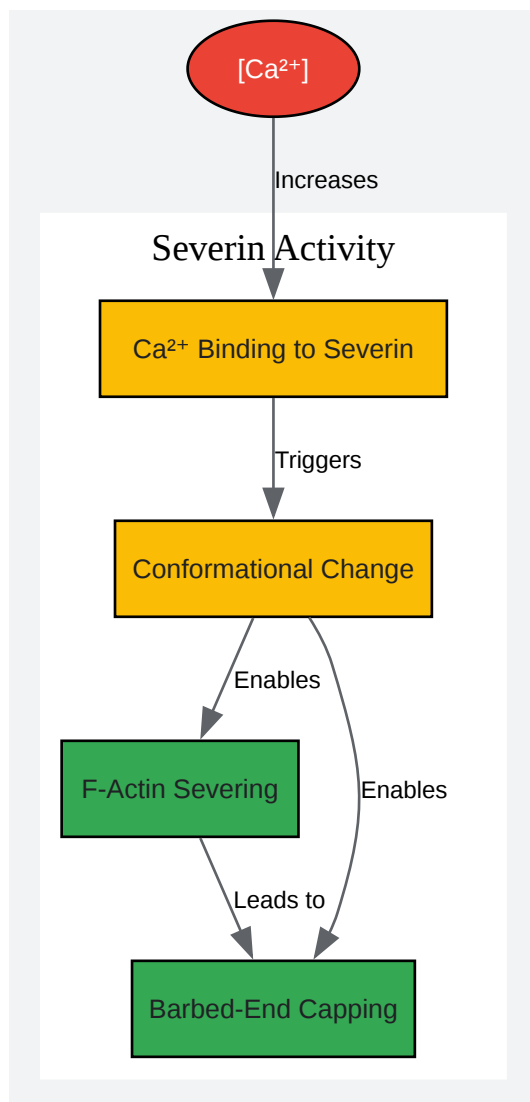 [Ca²⁺]
Increases
Severin Activity
Ca²⁺ Binding to Severin
Triggers
Conformational Change
Enables
F-Actin Severing
Enables
Leads to
Barbed-End Capping